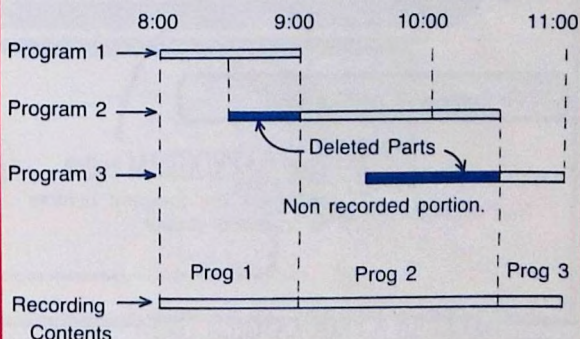 8:00 9:00 10:00 11:00
Program 1
Program 2
Deleted Parts
Program 3
Non recorded portion.
Prog 1 Prog 2 Prog 3
Recording
Contents